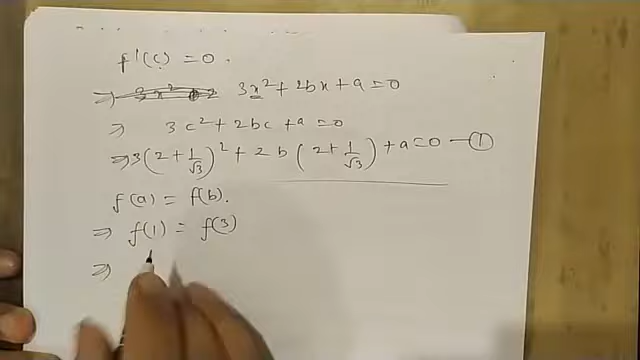 f'(c) = 0.
⇒ 3x² + 2bx + a = 0
⇒ 3c² + 2bc + a = 0
⇒ 3(2 + 1/√3)² + 2b(2 + 1/√3) + a = 0 — ①
f(a) = f(b).
⇒ f(1) = f(3)
⇒